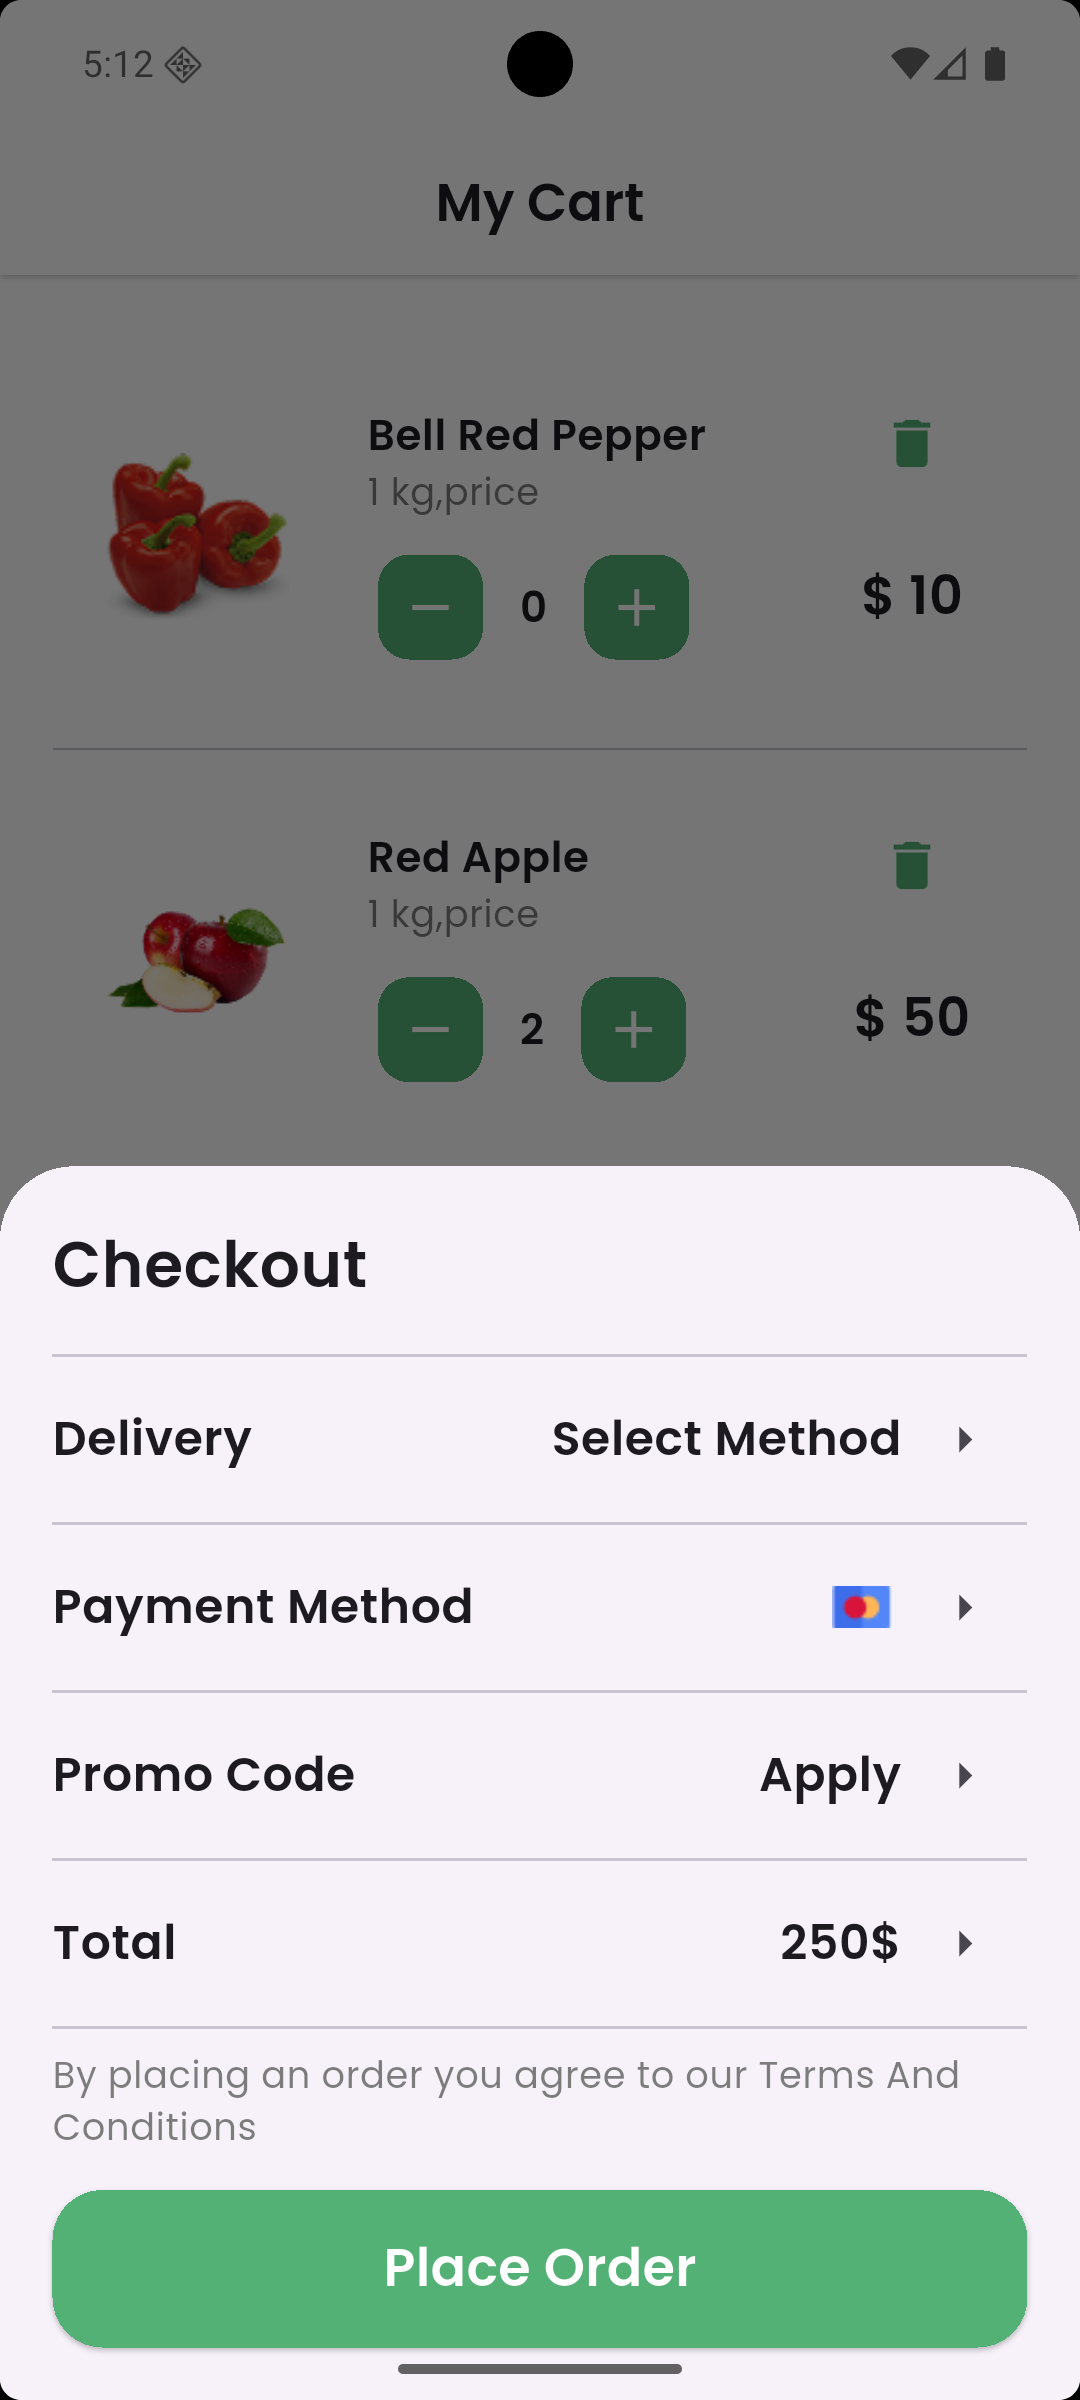 5:12
My Cart
Bell Red Pepper
1 kg,price
0
$ 10
Red Apple
1 kg,price
2
$ 50
Checkout
Delivery Select Method
Payment Method
Promo Code Apply
Total 250$
By placing an order you agree to our Terms And
Conditions
Place Order